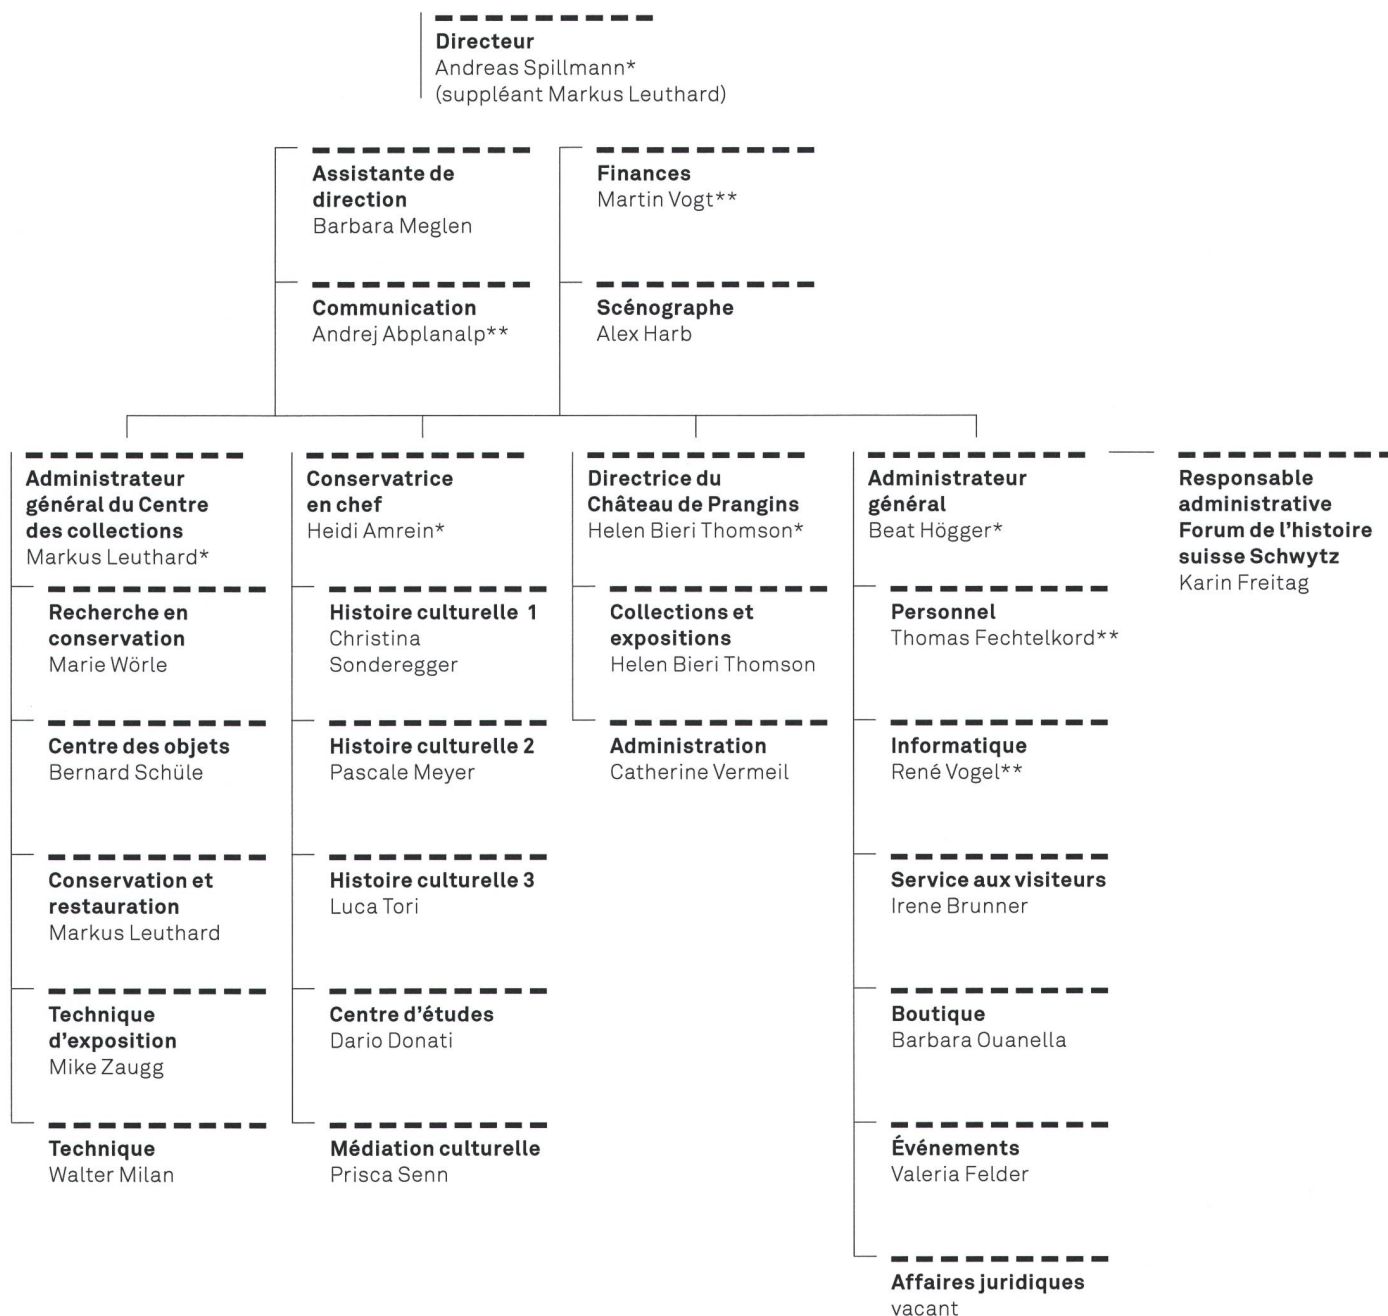 Directeur
Andreas Spillmann*
(suppléant Markus Leuthard)
Assistante de
direction
Barbara Meglen
Finances
Martin Vogt**
Communication
Andrej Abplanalp**
Scénographe
Alex Harb
Administrateur
général du Centre
des collections
Markus Leuthard*
Recherche en
conservation
Marie Wörle
Centre des objets
Bernard Schüle
Conservation et
restauration
Markus Leuthard
Technique
d'exposition
Mike Zaugg
Technique
Walter Milan
Conservatrice
en chef
Heidi Amrein*
Histoire culturelle 1
Christina
Sonderegger
Histoire culturelle 2
Pascale Meyer
Histoire culturelle 3
Luca Tori
Centre d'études
Dario Donati
Médiation culturelle
Prisca Senn
Directrice du
Château de Prangins
Helen Bieri Thomson*
Collections et
expositions
Helen Bieri Thomson
Administration
Catherine Vermeil
Administrateur
général
Beat Högger*
Personnel
Thomas Fechtelkord**
Informatique
René Vogel**
Service aux visiteurs
Irene Brunner
Boutique
Barbara Ouanella
Événements
Valeria Felder
Affaires juridiques
vacant
Responsable
administrative
Forum de l'histoire
suisse Schwytz
Karin Freitag